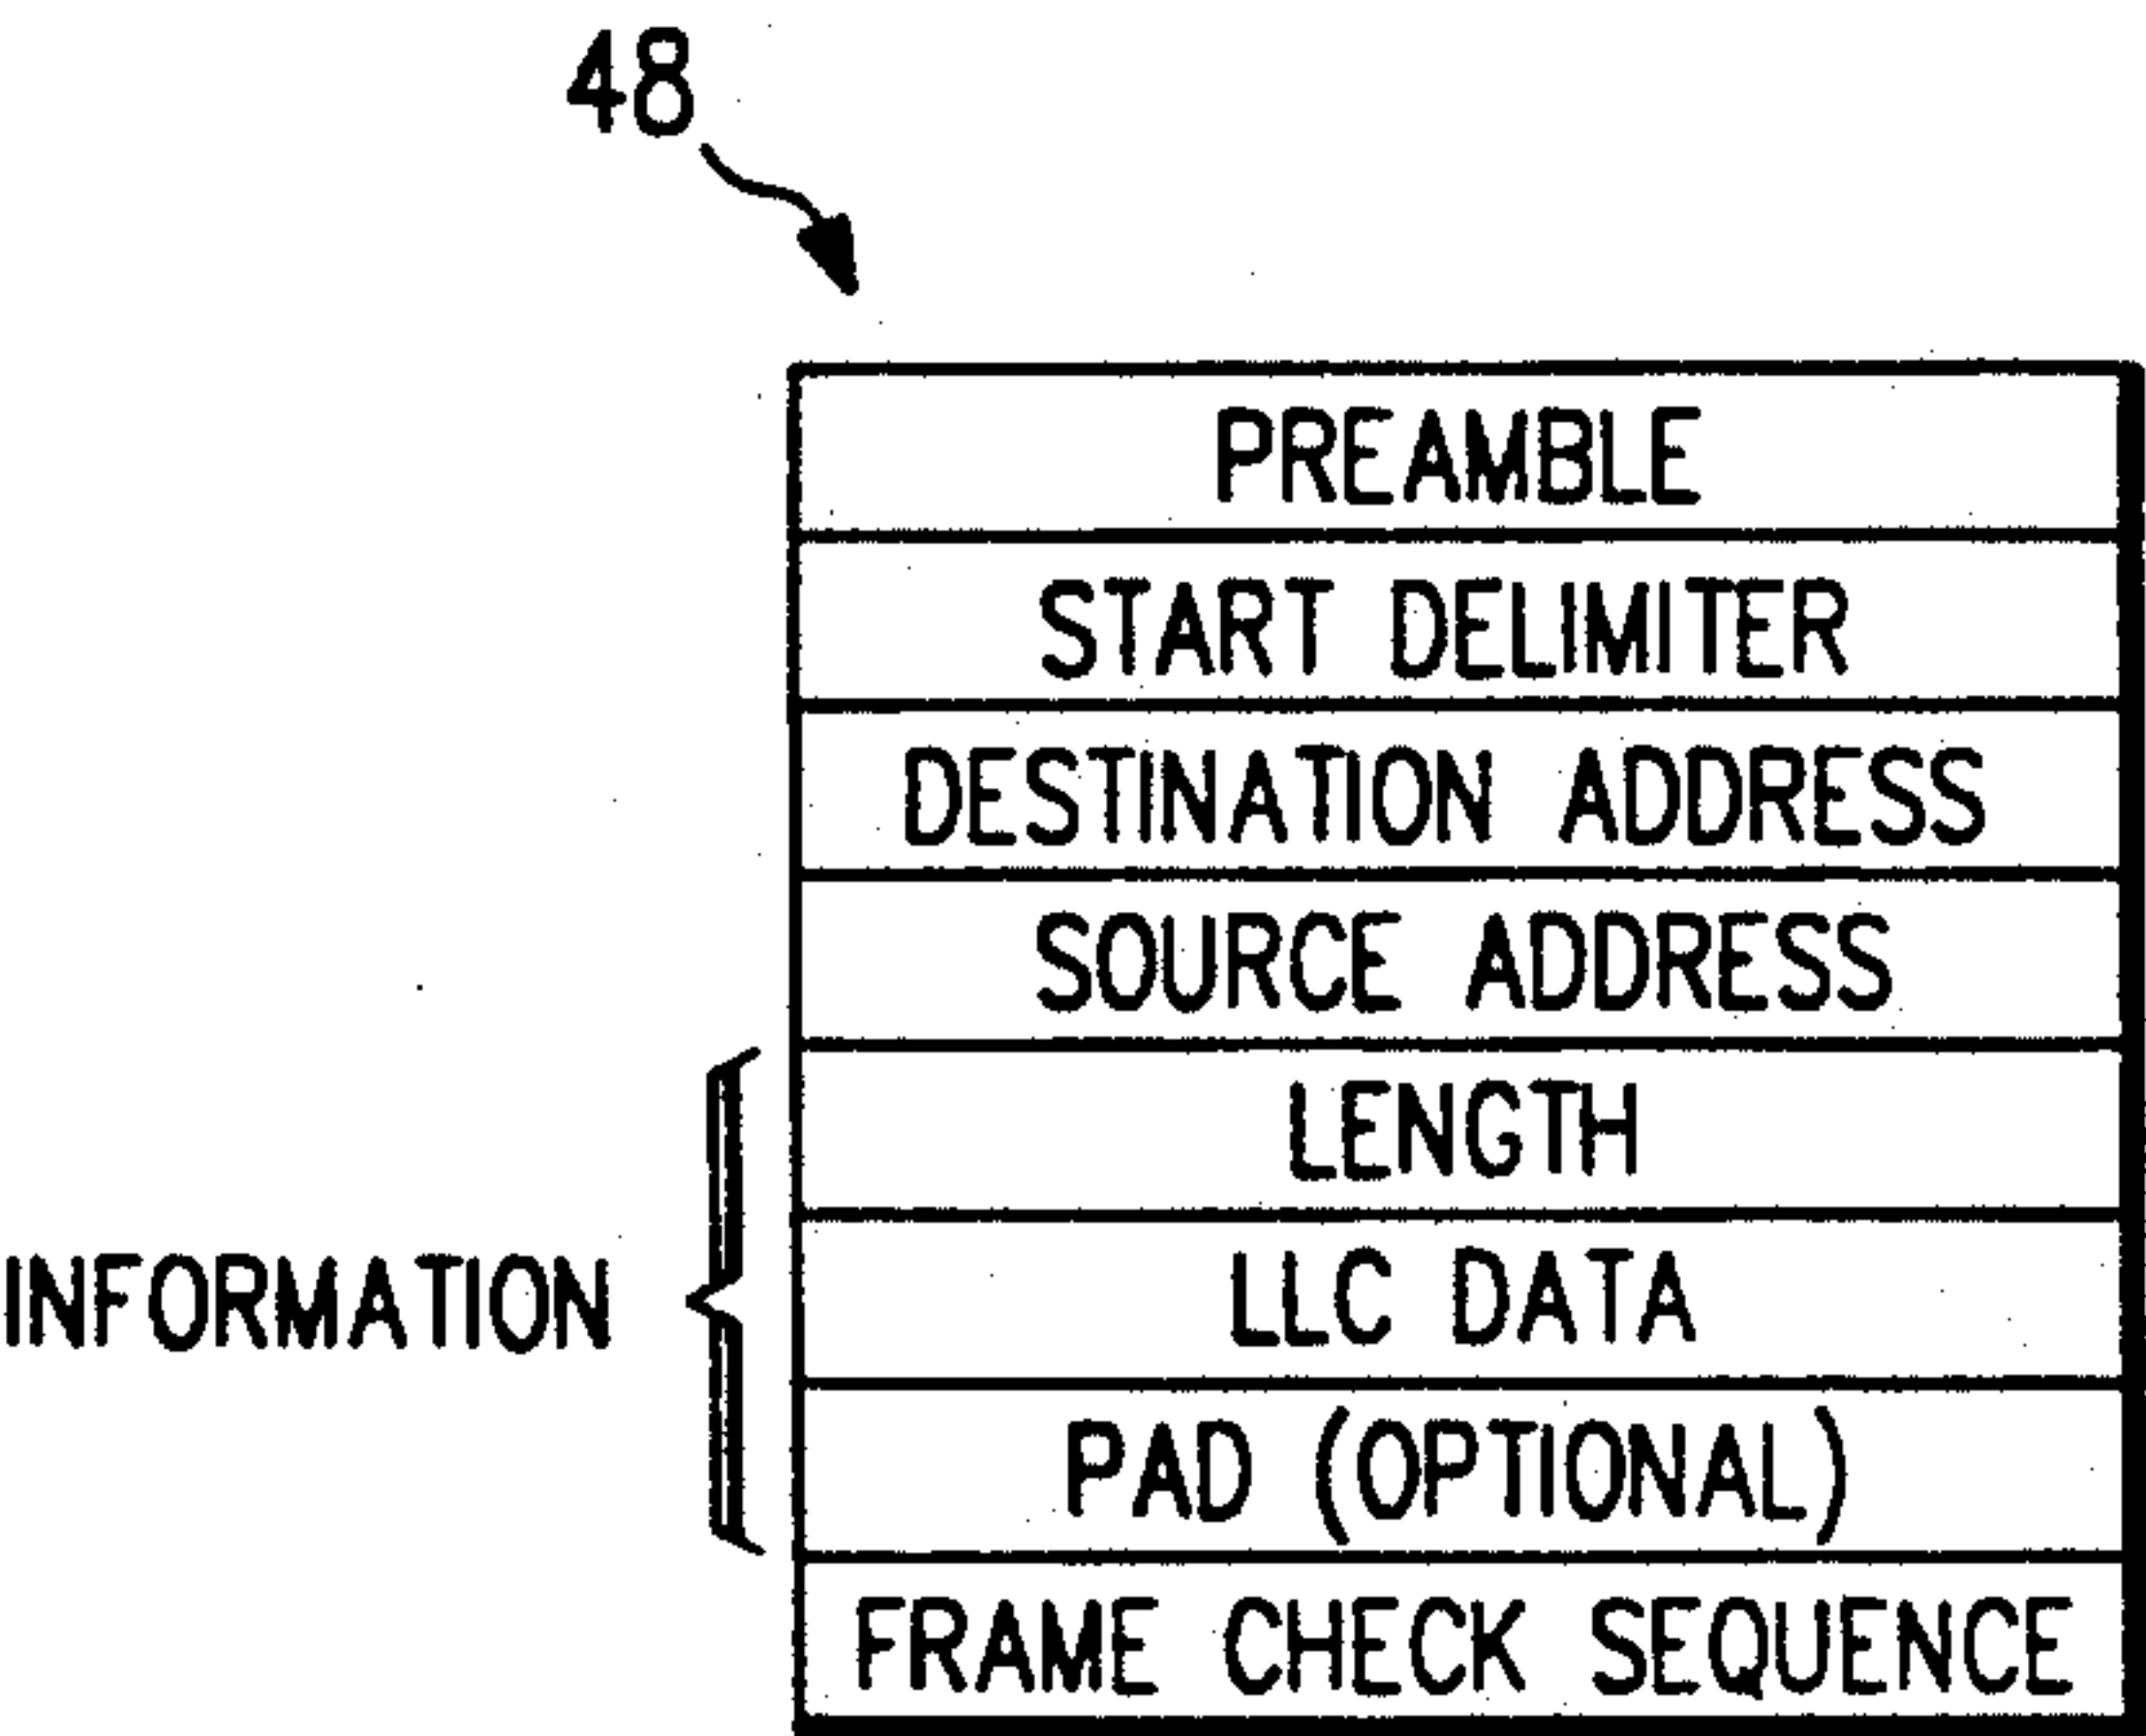 48
PREAMBLE
START DELIMITER
DESTINATION ADDRESS
SOURCE ADDRESS
LENGTH
INFORMATION
LLC DATA
PAD (OPTIONAL)
FRAME CHECK SEQUENCE